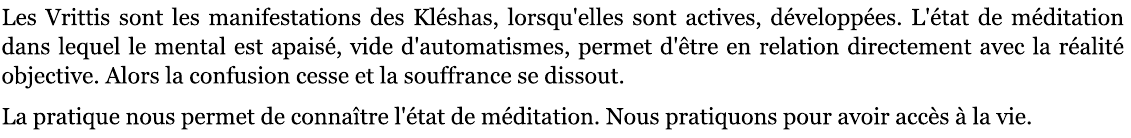 Les Vrittis sont les manifestations des Kléshas, lorsqu'elles sont actives, développées. L'état de méditation
dans lequel le mental est apaisé, vide d'automatismes, permet d'être en relation directement avec la réalité
objective. Alors la confusion cesse et la souffrance se dissout.
La pratique nous permet de connaître l'état de méditation. Nous pratiquons pour avoir accès à la vie.